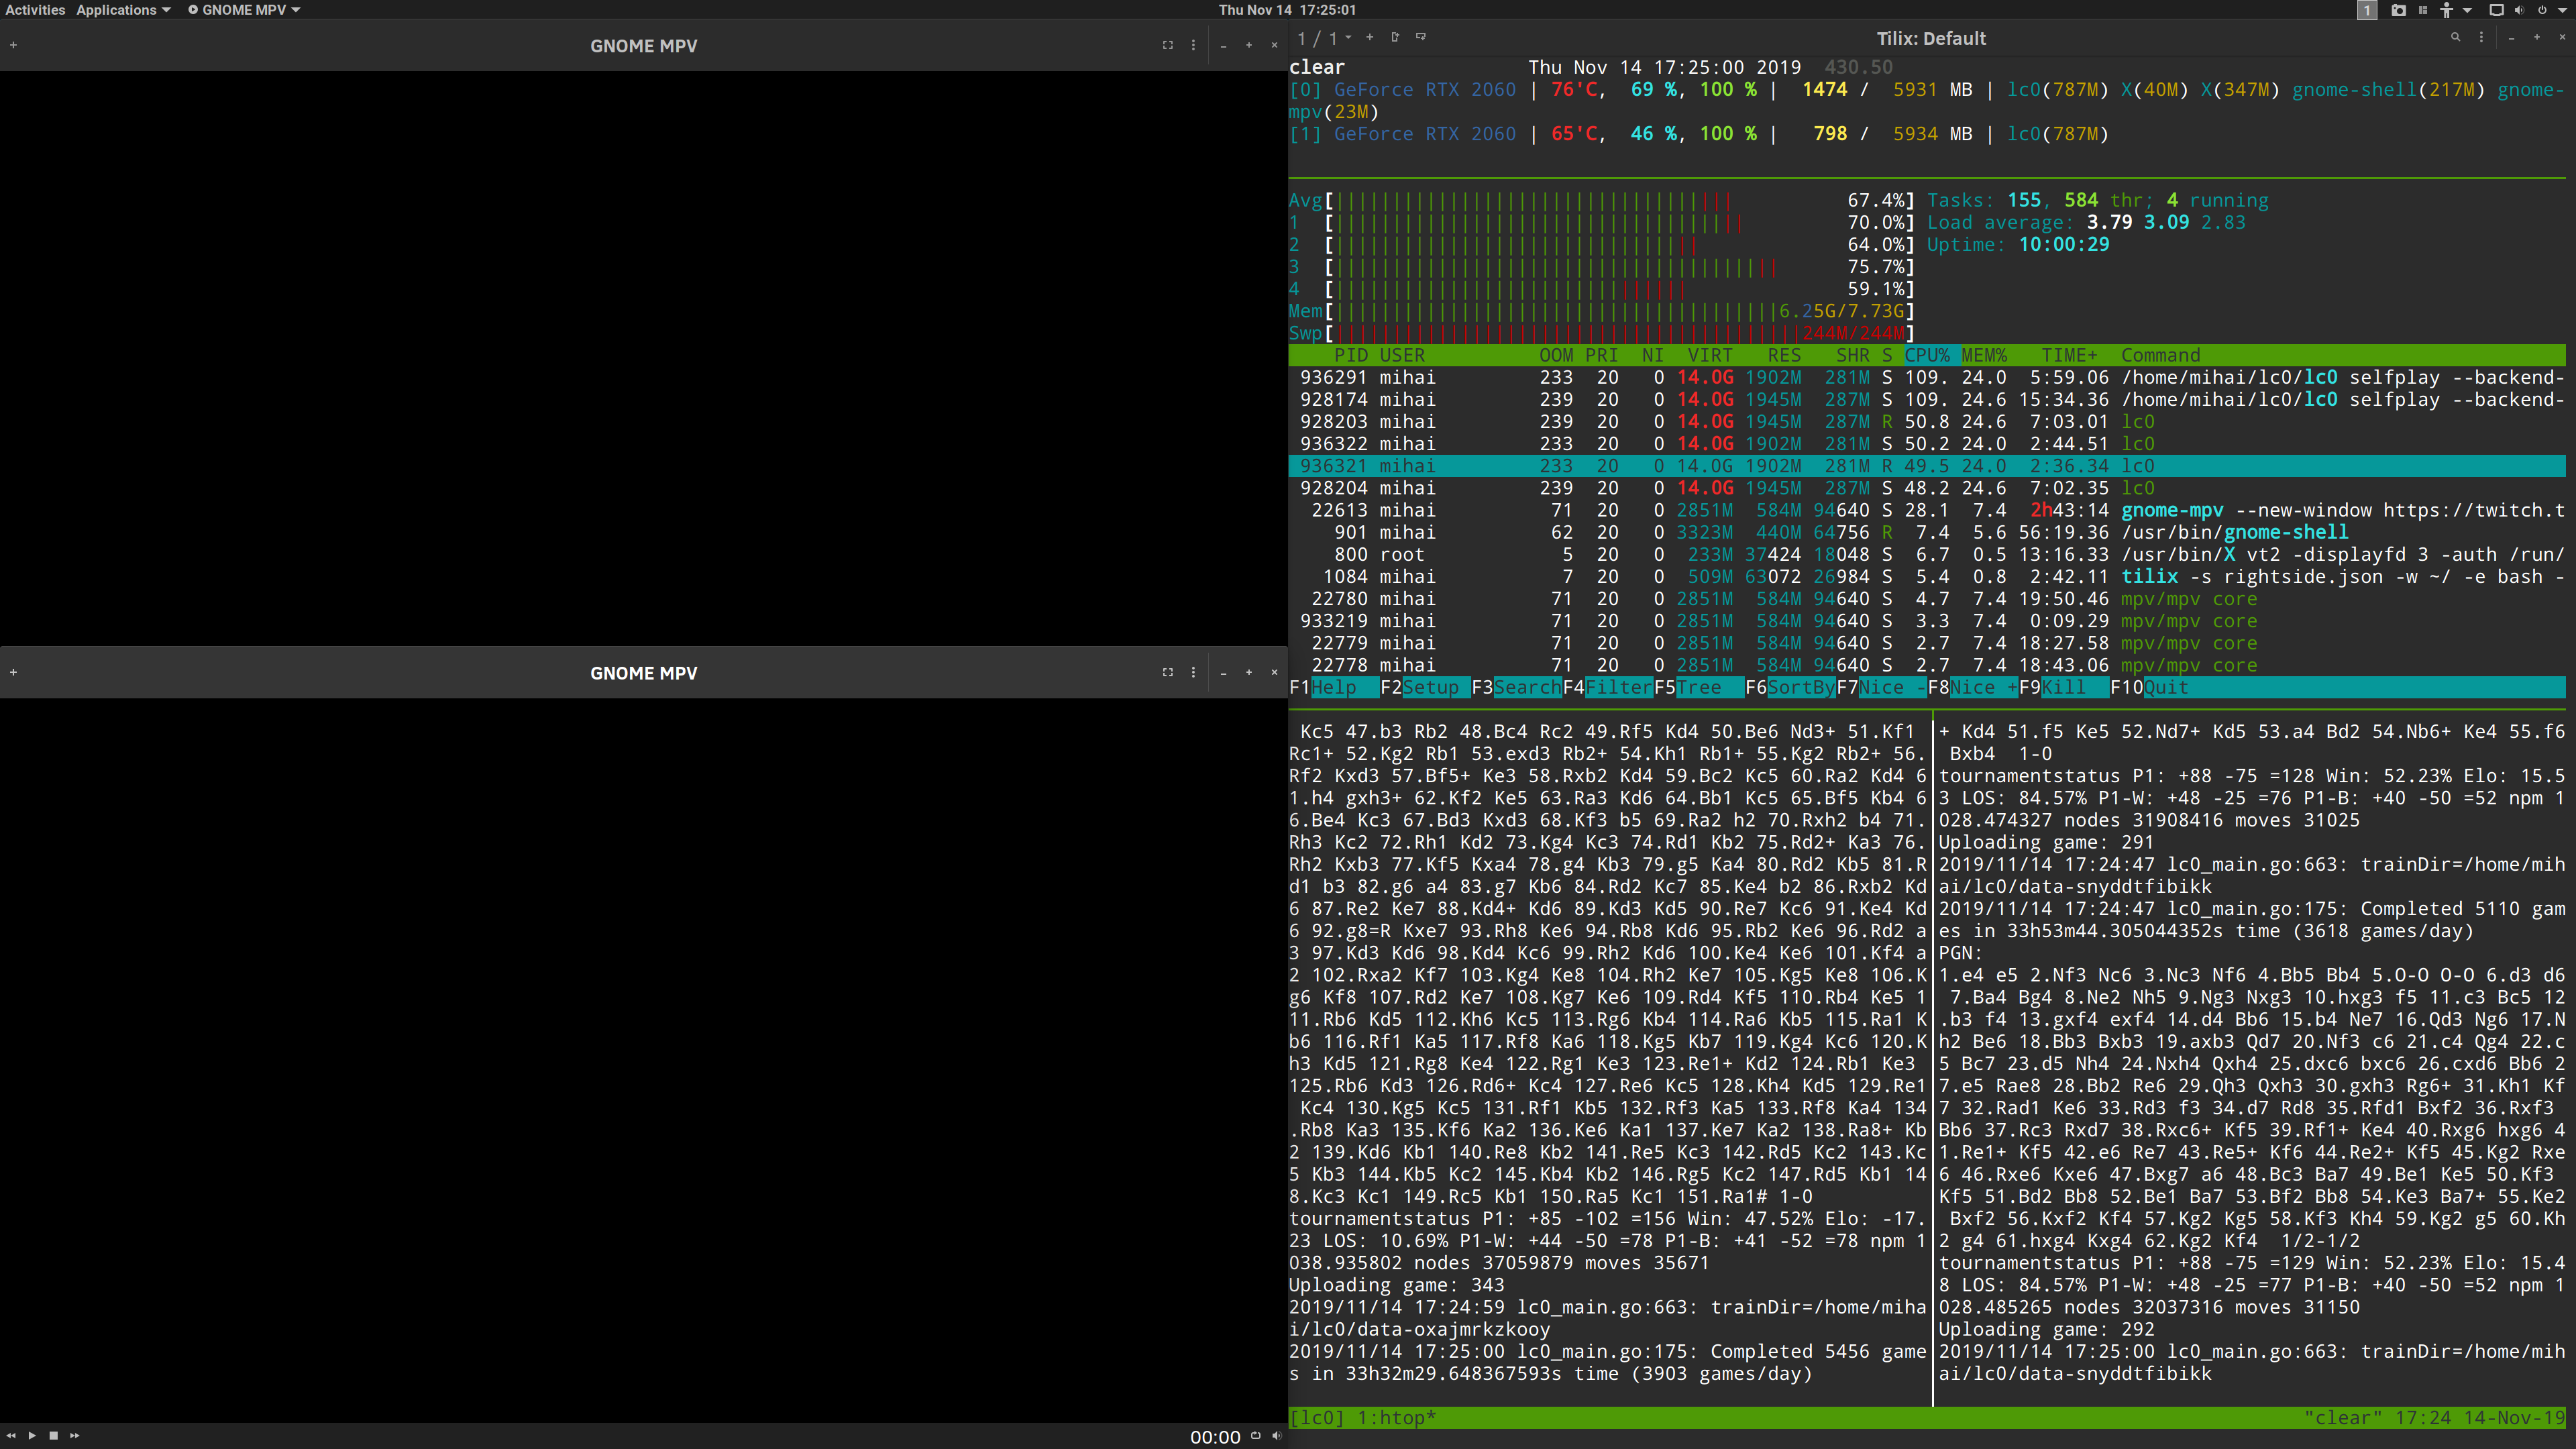 Activities Applications GNOME MPV Thu Nov 14 17:25:01 1
GNOME MPV
GNOME MPV
00:00
1 / 1 Tilix: Default
clear Thu Nov 14 17:25:00 2019 430.50
[0] GeForce RTX 2060 | 76'C, 69 %, 100 % | 1474 / 5931 MB | lc0(787M) X(40M) X(347M) gnome-shell(217M) gnome-
mpv(23M)
[1] GeForce RTX 2060 | 65'C, 46 %, 100 % | 798 / 5934 MB | lc0(787M)
Avg[ 67.4%] Tasks: 155, 584 thr; 4 running
1 [ 70.0%] Load average: 3.79 3.09 2.83
2 [ 64.0%] Uptime: 10:00:29
3 [ 75.7%]
4 [ 59.1%]
Mem[ 6.25G/7.73G]
Swp[ 244M/244M]
PID USER OOM PRI NI VIRT RES SHR S CPU% MEM% TIME+ Command
936291 mihai 233 20 0 14.0G 1902M 281M S 109. 24.0 5:59.06 /home/mihai/lc0/lc0 selfplay --backend-
928174 mihai 239 20 0 14.0G 1945M 287M S 109. 24.6 15:34.36 /home/mihai/lc0/lc0 selfplay --backend-
928203 mihai 239 20 0 14.0G 1945M 287M R 50.8 24.6 7:03.01 lc0
936322 mihai 233 20 0 14.0G 1902M 281M S 50.2 24.0 2:44.51 lc0
936321 mihai 233 20 0 14.0G 1902M 281M R 49.5 24.0 2:36.34 lc0
928204 mihai 239 20 0 14.0G 1945M 287M S 48.2 24.6 7:02.35 lc0
22613 mihai 71 20 0 2851M 584M 94640 S 28.1 7.4 2h43:14 gnome-mpv --new-window https://twitch.t
901 mihai 62 20 0 3323M 440M 64756 R 7.4 5.6 56:19.36 /usr/bin/gnome-shell
800 root 5 20 0 233M 37424 18048 S 6.7 0.5 13:16.33 /usr/bin/X vt2 -displayfd 3 -auth /run/
1084 mihai 7 20 0 509M 63072 26984 S 5.4 0.8 2:42.11 tilix -s rightside.json -w ~/ -e bash -
22780 mihai 71 20 0 2851M 584M 94640 S 4.7 7.4 19:50.46 mpv/mpv core
933219 mihai 71 20 0 2851M 584M 94640 S 3.3 7.4 0:09.29 mpv/mpv core
22779 mihai 71 20 0 2851M 584M 94640 S 2.7 7.4 18:27.58 mpv/mpv core
22778 mihai 71 20 0 2851M 584M 94640 S 2.7 7.4 18:43.06 mpv/mpv core
F1Help F2Setup F3SearchF4FilterF5Tree F6SortByF7Nice -F8Nice +F9Kill F10Quit
Kc5 47.b3 Rb2 48.Bc4 Rc2 49.Rf5 Kd4 50.Be6 Nd3+ 51.Kf1
Rc1+ 52.Kg2 Rb1 53.exd3 Rb2+ 54.Kh1 Rb1+ 55.Kg2 Rb2+ 56.
Rf2 Kxd3 57.Bf5+ Ke3 58.Rxb2 Kd4 59.Bc2 Kc5 60.Ra2 Kd4 6
1.h4 gxh3+ 62.Kf2 Ke5 63.Ra3 Kd6 64.Bb1 Kc5 65.Bf5 Kb4 6
6.Be4 Kc3 67.Bd3 Kxd3 68.Kf3 b5 69.Ra2 h2 70.Rxh2 b4 71.
Rh3 Kc2 72.Rh1 Kd2 73.Kg4 Kc3 74.Rd1 Kb2 75.Rd2+ Ka3 76.
Rh2 Kxb3 77.Kf5 Kxa4 78.g4 Kb3 79.g5 Ka4 80.Rd2 Kb5 81.R
d1 b3 82.g6 a4 83.g7 Kb6 84.Rd2 Kc7 85.Ke4 b2 86.Rxb2 Kd
6 87.Re2 Ke7 88.Kd4+ Kd6 89.Kd3 Kd5 90.Re7 Kc6 91.Ke4 Kd
6 92.g8=R Kxe7 93.Rh8 Ke6 94.Rb8 Kd6 95.Rb2 Ke6 96.Rd2 a
3 97.Kd3 Kd6 98.Kd4 Kc6 99.Rh2 Kd6 100.Ke4 Ke6 101.Kf4 a
2 102.Rxa2 Kf7 103.Kg4 Ke8 104.Rh2 Ke7 105.Kg5 Ke8 106.K
g6 Kf8 107.Rd2 Ke7 108.Kg7 Ke6 109.Rd4 Kf5 110.Rb4 Ke5 1
11.Rb6 Kd5 112.Kh6 Kc5 113.Rg6 Kb4 114.Ra6 Kb5 115.Ra1 K
b6 116.Rf1 Ka5 117.Rf8 Ka6 118.Kg5 Kb7 119.Kg4 Kc6 120.K
h3 Kd5 121.Rg8 Ke4 122.Rg1 Ke3 123.Re1+ Kd2 124.Rb1 Ke3
125.Rb6 Kd3 126.Rd6+ Kc4 127.Re6 Kc5 128.Kh4 Kd5 129.Re1
Kc4 130.Kg5 Kc5 131.Rf1 Kb5 132.Rf3 Ka5 133.Rf8 Ka4 134
.Rb8 Ka3 135.Kf6 Ka2 136.Ke6 Ka1 137.Ke7 Ka2 138.Ra8+ Kb
2 139.Kd6 Kb1 140.Re8 Kb2 141.Re5 Kc3 142.Rd5 Kc2 143.Kc
5 Kb3 144.Kb5 Kc2 145.Kb4 Kb2 146.Rg5 Kc2 147.Rd5 Kb1 14
8.Kc3 Kc1 149.Rc5 Kb1 150.Ra5 Kc1 151.Ra1# 1-0
tournamentstatus P1: +85 -102 =156 Win: 47.52% Elo: -17.
23 LOS: 10.69% P1-W: +44 -50 =78 P1-B: +41 -52 =78 npm 1
038.935802 nodes 37059879 moves 35671
Uploading game: 343
2019/11/14 17:24:59 lc0_main.go:663: trainDir=/home/miha
i/lc0/data-oxajmrkzkooy
2019/11/14 17:25:00 lc0_main.go:175: Completed 5456 game
s in 33h32m29.648367593s time (3903 games/day)
+ Kd4 51.f5 Ke5 52.Nd7+ Kd5 53.a4 Bd2 54.Nb6+ Ke4 55.f6
Bxb4 1-0
tournamentstatus P1: +88 -75 =128 Win: 52.23% Elo: 15.5
3 LOS: 84.57% P1-W: +48 -25 =76 P1-B: +40 -50 =52 npm 1
028.474327 nodes 31908416 moves 31025
Uploading game: 291
2019/11/14 17:24:47 lc0_main.go:663: trainDir=/home/mih
ai/lc0/data-snyddtfibikk
2019/11/14 17:24:47 lc0_main.go:175: Completed 5110 gam
es in 33h53m44.305044352s time (3618 games/day)
PGN:
1.e4 e5 2.Nf3 Nc6 3.Nc3 Nf6 4.Bb5 Bb4 5.O-O O-O 6.d3 d6
7.Ba4 Bg4 8.Ne2 Nh5 9.Ng3 Nxg3 10.hxg3 f5 11.c3 Bc5 12
.b3 f4 13.gxf4 exf4 14.d4 Bb6 15.b4 Ne7 16.Qd3 Ng6 17.N
h2 Be6 18.Bb3 Bxb3 19.axb3 Qd7 20.Nf3 c6 21.c4 Qg4 22.c
5 Bc7 23.d5 Nh4 24.Nxh4 Qxh4 25.dxc6 bxc6 26.cxd6 Bb6 2
7.e5 Rae8 28.Bb2 Re6 29.Qh3 Qxh3 30.gxh3 Rg6+ 31.Kh1 Kf
7 32.Rad1 Ke6 33.Rd3 f3 34.d7 Rd8 35.Rfd1 Bxf2 36.Rxf3
Bb6 37.Rc3 Rxd7 38.Rxc6+ Kf5 39.Rf1+ Ke4 40.Rxg6 hxg6 4
1.Re1+ Kf5 42.e6 Re7 43.Re5+ Kf6 44.Re2+ Kf5 45.Kg2 Rxe
6 46.Rxe6 Kxe6 47.Bxg7 a6 48.Bc3 Ba7 49.Be1 Ke5 50.Kf3
Kf5 51.Bd2 Bb8 52.Be1 Ba7 53.Bf2 Bb8 54.Ke3 Ba7+ 55.Ke2
Bxf2 56.Kxf2 Kf4 57.Kg2 Kg5 58.Kf3 Kh4 59.Kg2 g5 60.Kh
2 g4 61.hxg4 Kxg4 62.Kg2 Kf4 1/2-1/2
tournamentstatus P1: +88 -75 =129 Win: 52.23% Elo: 15.4
8 LOS: 84.57% P1-W: +48 -25 =77 P1-B: +40 -50 =52 npm 1
028.485265 nodes 32037316 moves 31150
Uploading game: 292
2019/11/14 17:25:00 lc0_main.go:663: trainDir=/home/mih
ai/lc0/data-snyddtfibikk
[lc0] 1:htop* "clear" 17:24 14-Nov-19